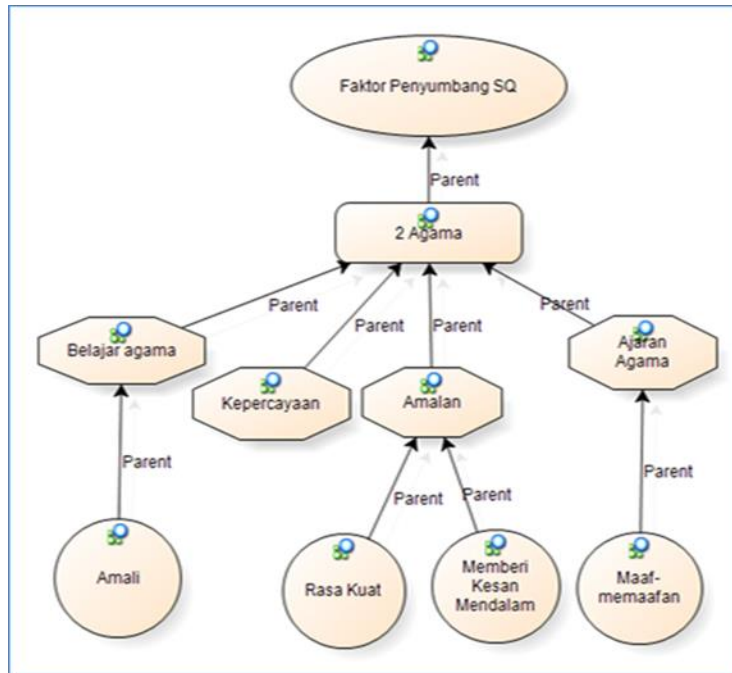 Faktor Penyumbang SQ
Parent
2 Agama
Parent
Parent
Parent
Parent
Belajar agama
Kepercayaan
Amalan
Ajaran
Agama
Parent
Parent
Parent
Parent
Amali
Rasa Kuat
Memberi
Kesan
Mendalam
Maaf-
memaafan